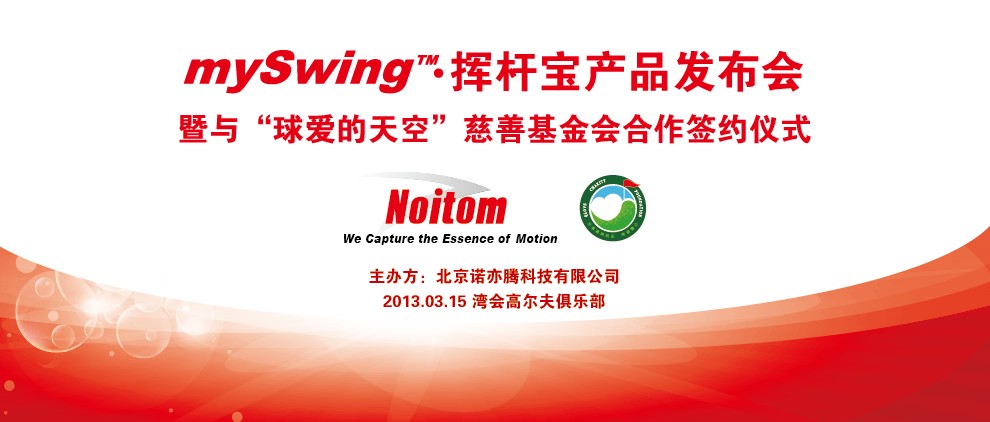 mySwing™·挥杆宝产品发布会
暨与“球爱的天空”慈善基金会合作签约仪式
Noitom
We Capture the Essence of Motion
CHARITY FOUNDATION
主办方：北京诺亦腾科技有限公司
2013.03.15 湾会高尔夫俱乐部